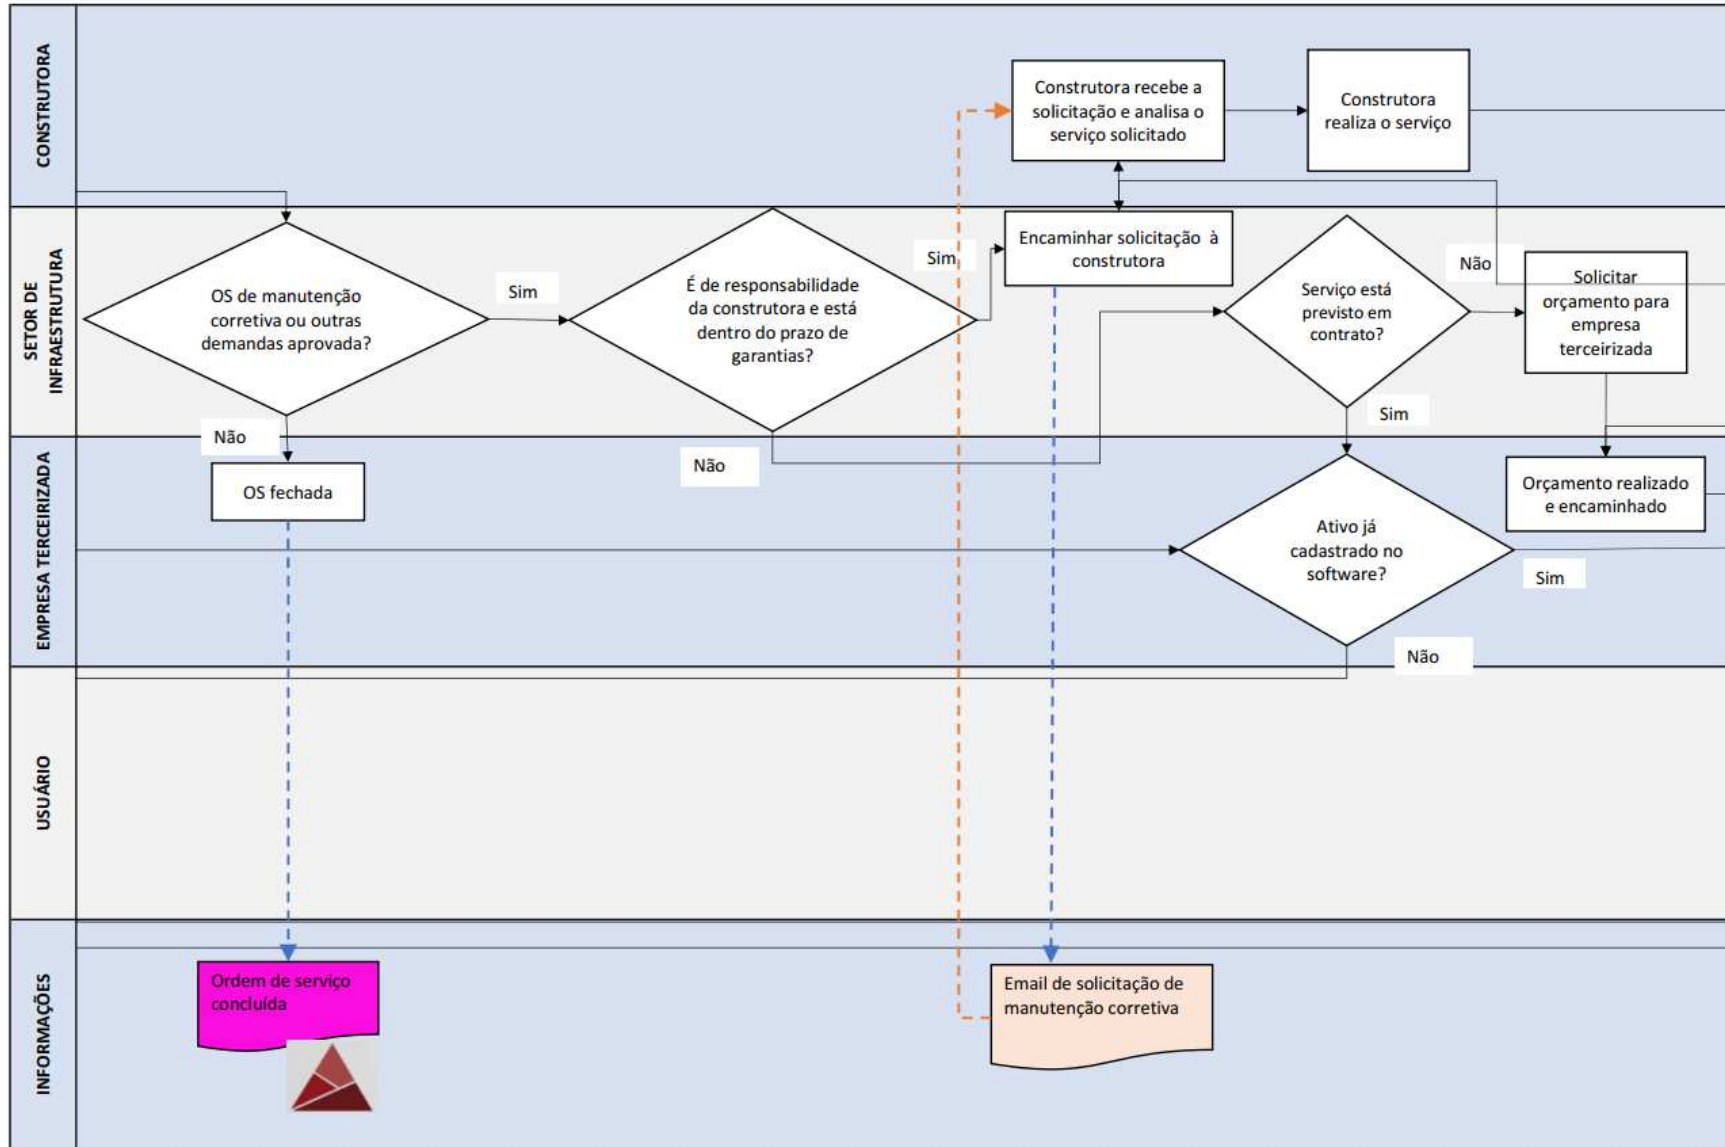 CONSTRUTORA
Construtora recebe a
solicitação e analisa o
serviço solicitado
Construtora
realiza o serviço
SETOR DE
INFRAESTRUTURA
OS de manutenção
corretiva ou outras
demandas aprovada?
Sim
É de responsabilidade
da construtora e está
dentro do prazo de
garantias?
Sim
Encaminhar solicitação à
construtora
Serviço está
previsto em
contrato?
Não
Solicitar
orçamento para
empresa
terceirizada
Sim
Não
EMPRESA TERCEIRIZADA
OS fechada
Não
Ativo já
cadastrado no
software?
Orçamento realizado
e encaminhado
Sim
Não
USUÁRIO
INFORMAÇÕES
Ordem de serviço
concluída
Email de solicitação de
manutenção corretiva